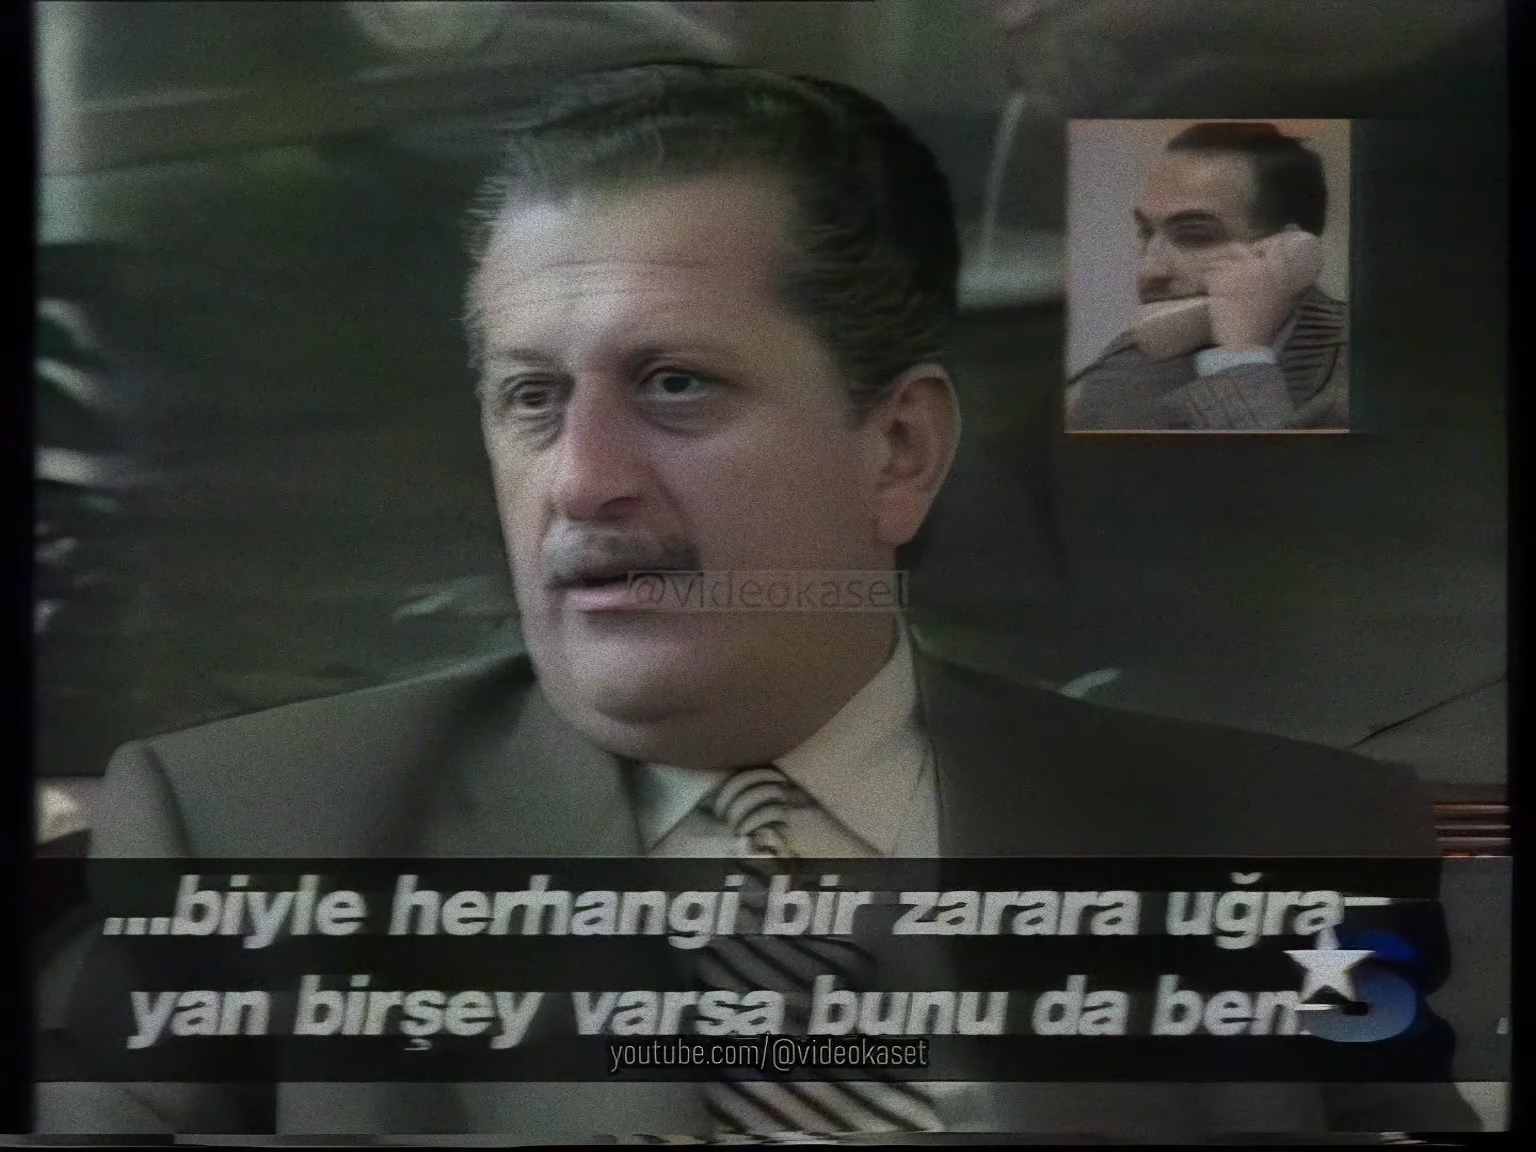 @videokaset
...biyle herhangi bir zarara uğra
yan birşey varsa bunu da ben.
youtube.com/@videokaset